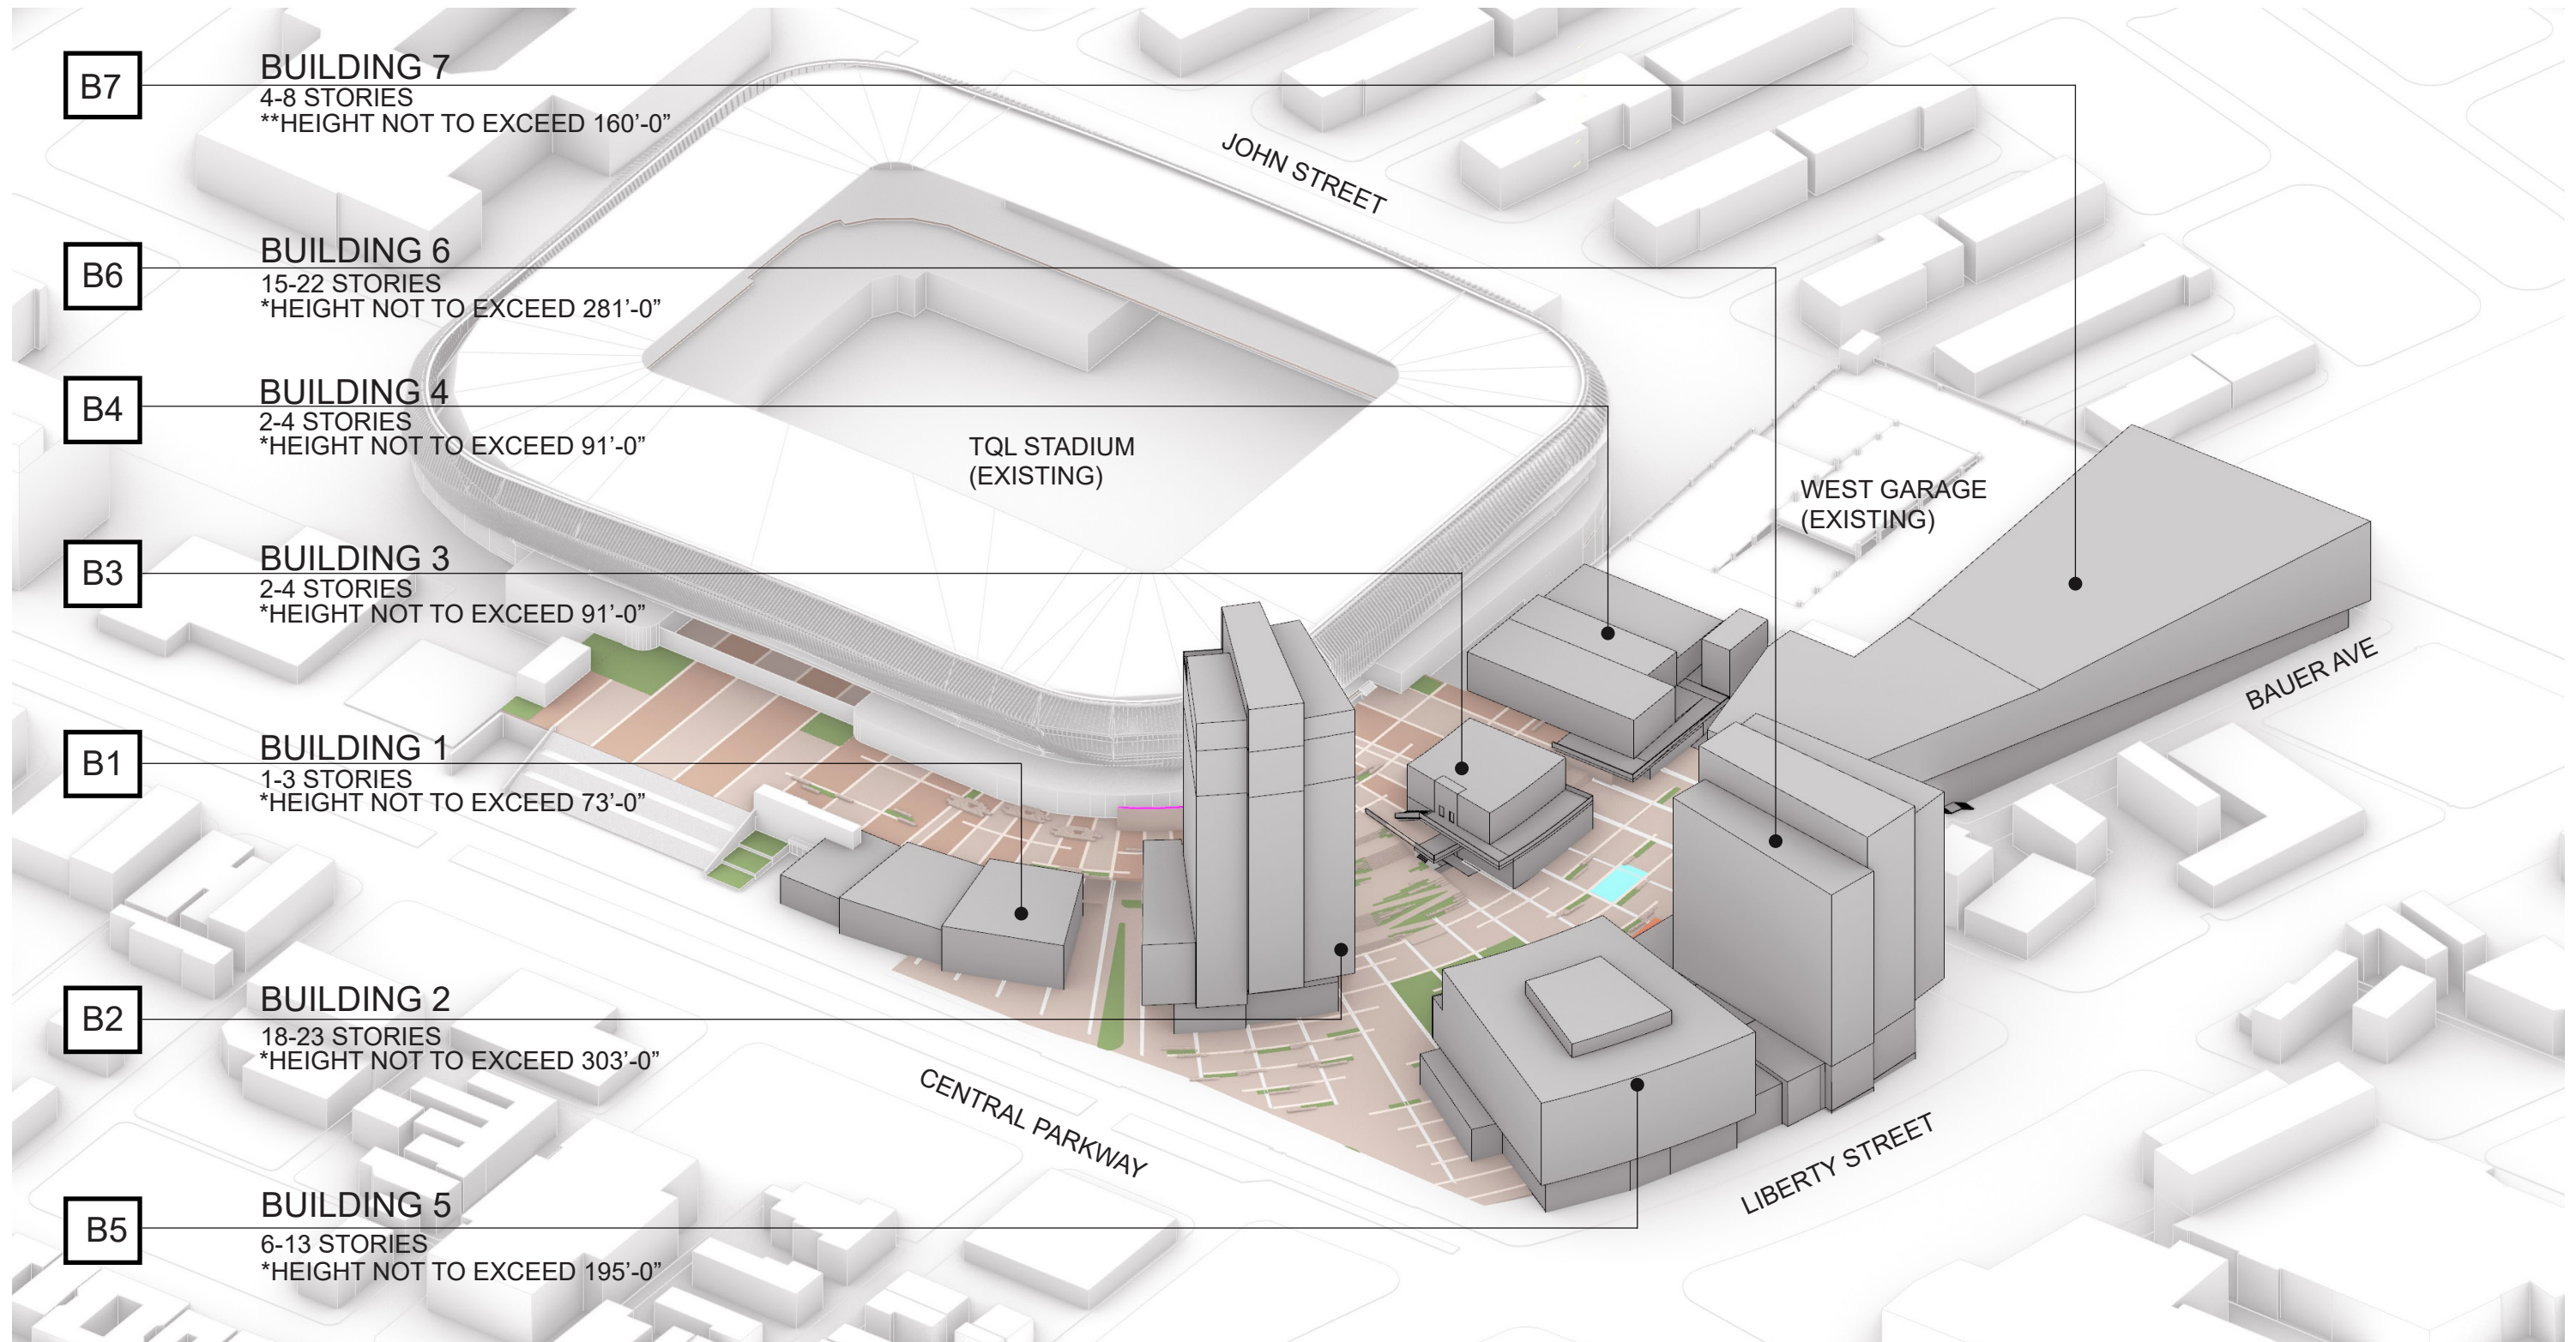 B7
BUILDING 7
4-8 STORIES
**HEIGHT NOT TO EXCEED 160’-0”
JOHN STREET
B6
BUILDING 6
15-22 STORIES
*HEIGHT NOT TO EXCEED 281’-0”
B4
BUILDING 4
2-4 STORIES
*HEIGHT NOT TO EXCEED 91’-0”
TQL STADIUM
(EXISTING)
WEST GARAGE
(EXISTING)
B3
BUILDING 3
2-4 STORIES
*HEIGHT NOT TO EXCEED 91’-0”
BAUER AVE
B1
BUILDING 1
1-3 STORIES
*HEIGHT NOT TO EXCEED 73’-0”
B2
BUILDING 2
18-23 STORIES
*HEIGHT NOT TO EXCEED 303’-0”
CENTRAL PARKWAY
LIBERTY STREET
B5
BUILDING 5
6-13 STORIES
*HEIGHT NOT TO EXCEED 195’-0”